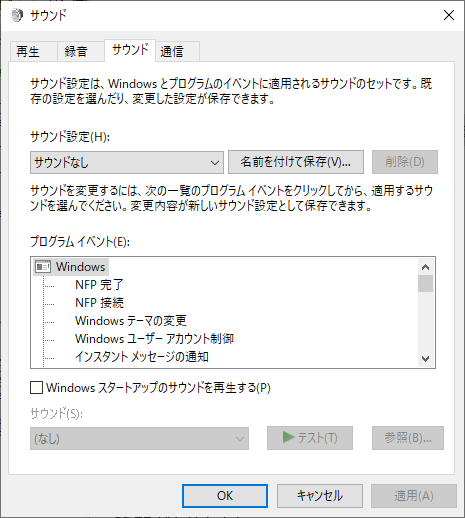 サウンド
再生
録音
サウンド
通信
サウンド設定は、Windows とプログラムのイベントに適用されるサウンドのセットです。既
存の設定を選んだり、変更した設定が保存できます。
サウンド設定(H):
サウンドなし
名前を付けて保存(V)...
削除(D)
サウンドを変更するには、次の一覧のプログラム イベントをクリックしてから、適用するサウ
ンドを選んでください。変更内容が新しいサウンド設定として保存できます。
プログラム イベント(E):
Windows
NFP 完了
NFP 接続
Windows テーマの変更
Windows ユーザー アカウント制御
インスタント メッセージの通知
Windows スタートアップのサウンドを再生する(P)
サウンド(S):
(なし)
テスト(T)
参照(B)...
OK
キャンセル
適用(A)